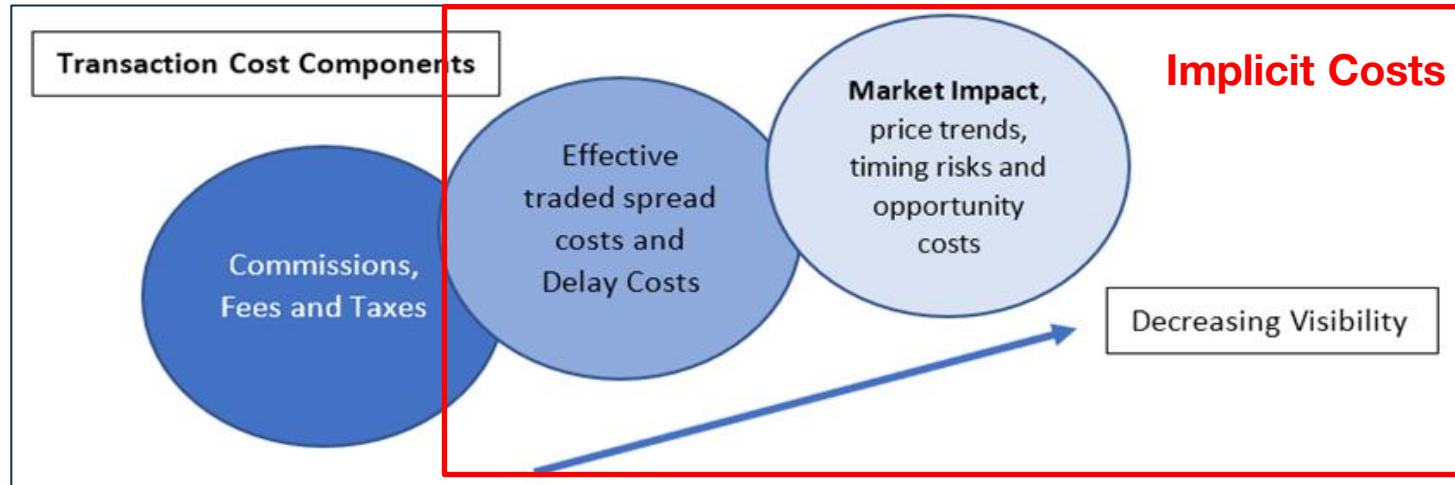 Transaction Cost Components
Implicit Costs
Commissions,
Fees and Taxes
Effective
traded spread
costs and
Delay Costs
Market Impact,
price trends,
timing risks and
opportunity
costs
Decreasing Visibility